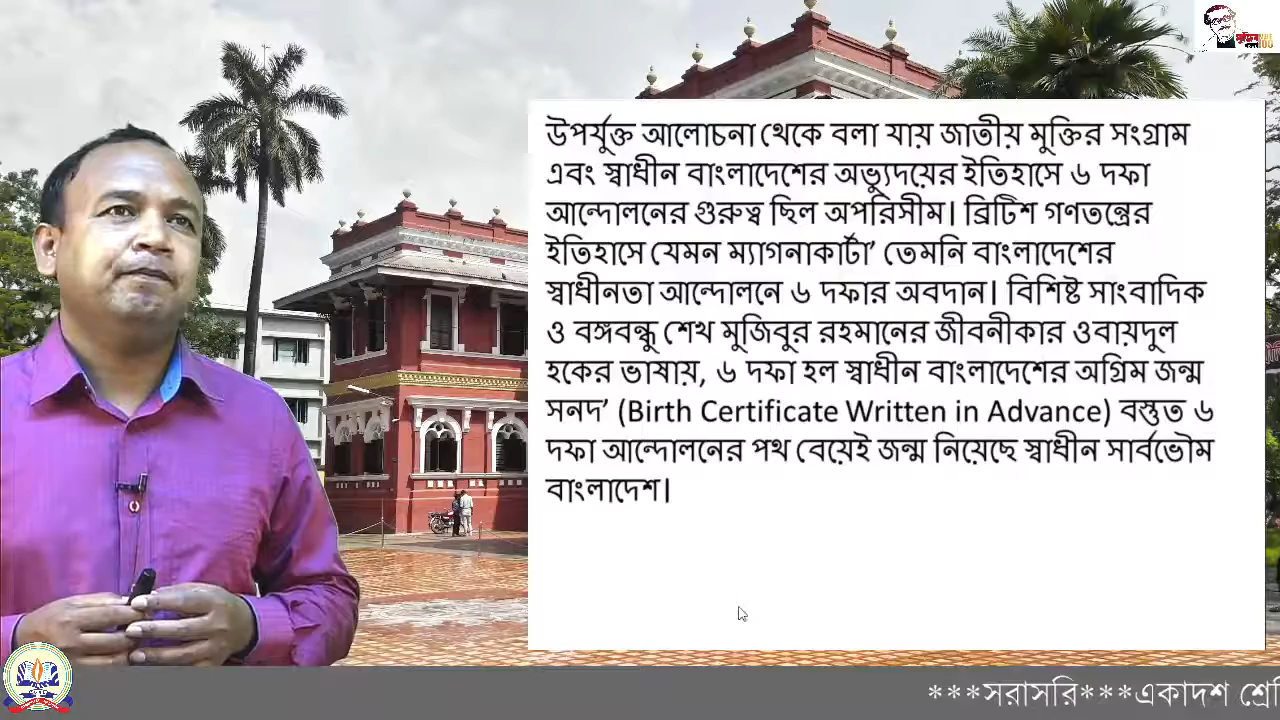 উপর্যুক্ত আলোচনা থেকে বলা যায় জাতীয় মুক্তির সংগ্রাম
এবং স্বাধীন বাংলাদেশের অভ্যুদয়ের ইতিহাসে ৬ দফা
আন্দোলনের গুরুত্ব ছিল অপরিসীম। ব্রিটিশ গণতন্ত্রের
ইতিহাসে যেমন ম্যাগনাকার্টা’ তেমনি বাংলাদেশের
স্বাধীনতা আন্দোলনে ৬ দফার অবদান। বিশিষ্ট সাংবাদিক
ও বঙ্গবন্ধু শেখ মুজিবুর রহমানের জীবনীকার ওবায়দুল
হকের ভাষায়, ৬ দফা হল স্বাধীন বাংলাদেশের অগ্রিম জন্ম
সনদ’ (Birth Certificate Written in Advance) বস্তুত ৬
দফা আন্দোলনের পথ বেয়েই জন্ম নিয়েছে স্বাধীন সার্বভৌম
বাংলাদেশ।
***সরাসরি***একাদশ শ্রেণি